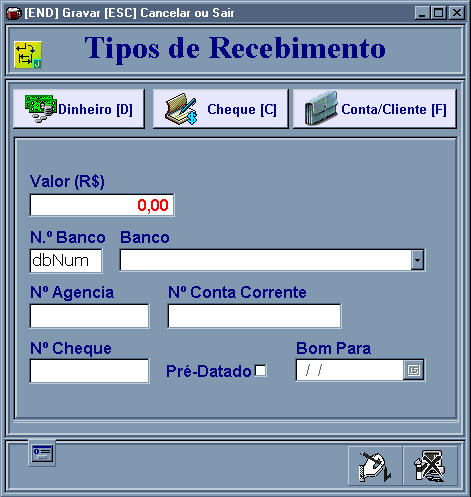 [END] Gravar [ESC] Cancelar ou Sair
Tipos de Recebimento
Dinheiro [D] Cheque [C] Conta/Cliente [F]
Valor (R$)
0,00
N.º Banco Banco
dbNum
Nº Agencia Nº Conta Corrente
Nº Cheque Bom Para
Pré-Datado / / 15